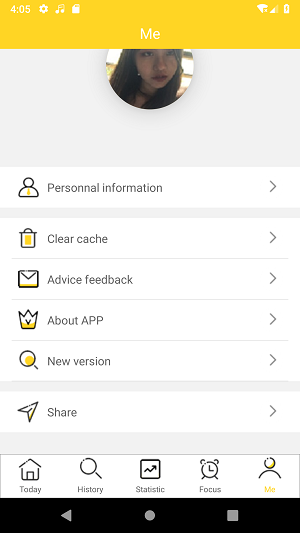 4:05
Me
Personnal information
Clear cache
Advice feedback
About APP
New version
Share
Today
History
Statistic
Focus
Me